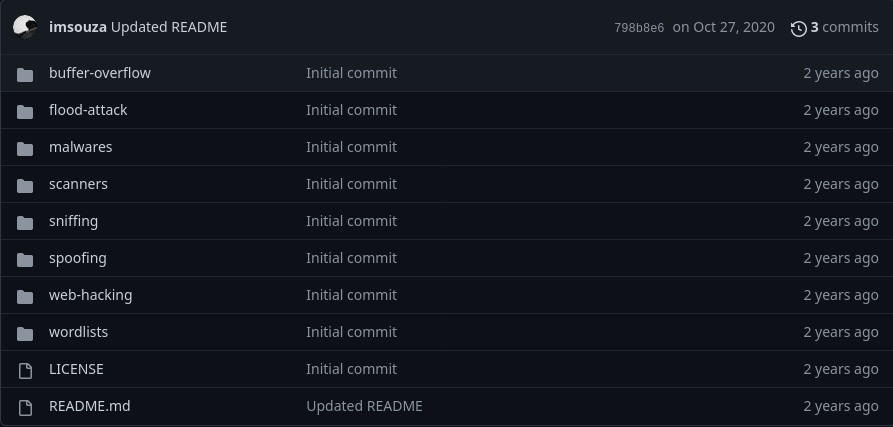 imsouza Updated README 798b8e6 on Oct 27, 2020 3 commits
buffer-overflow Initial commit 2 years ago
flood-attack Initial commit 2 years ago
malwares Initial commit 2 years ago
scanners Initial commit 2 years ago
sniffing Initial commit 2 years ago
spoofing Initial commit 2 years ago
web-hacking Initial commit 2 years ago
wordlists Initial commit 2 years ago
LICENSE Initial commit 2 years ago
README.md Updated README 2 years ago